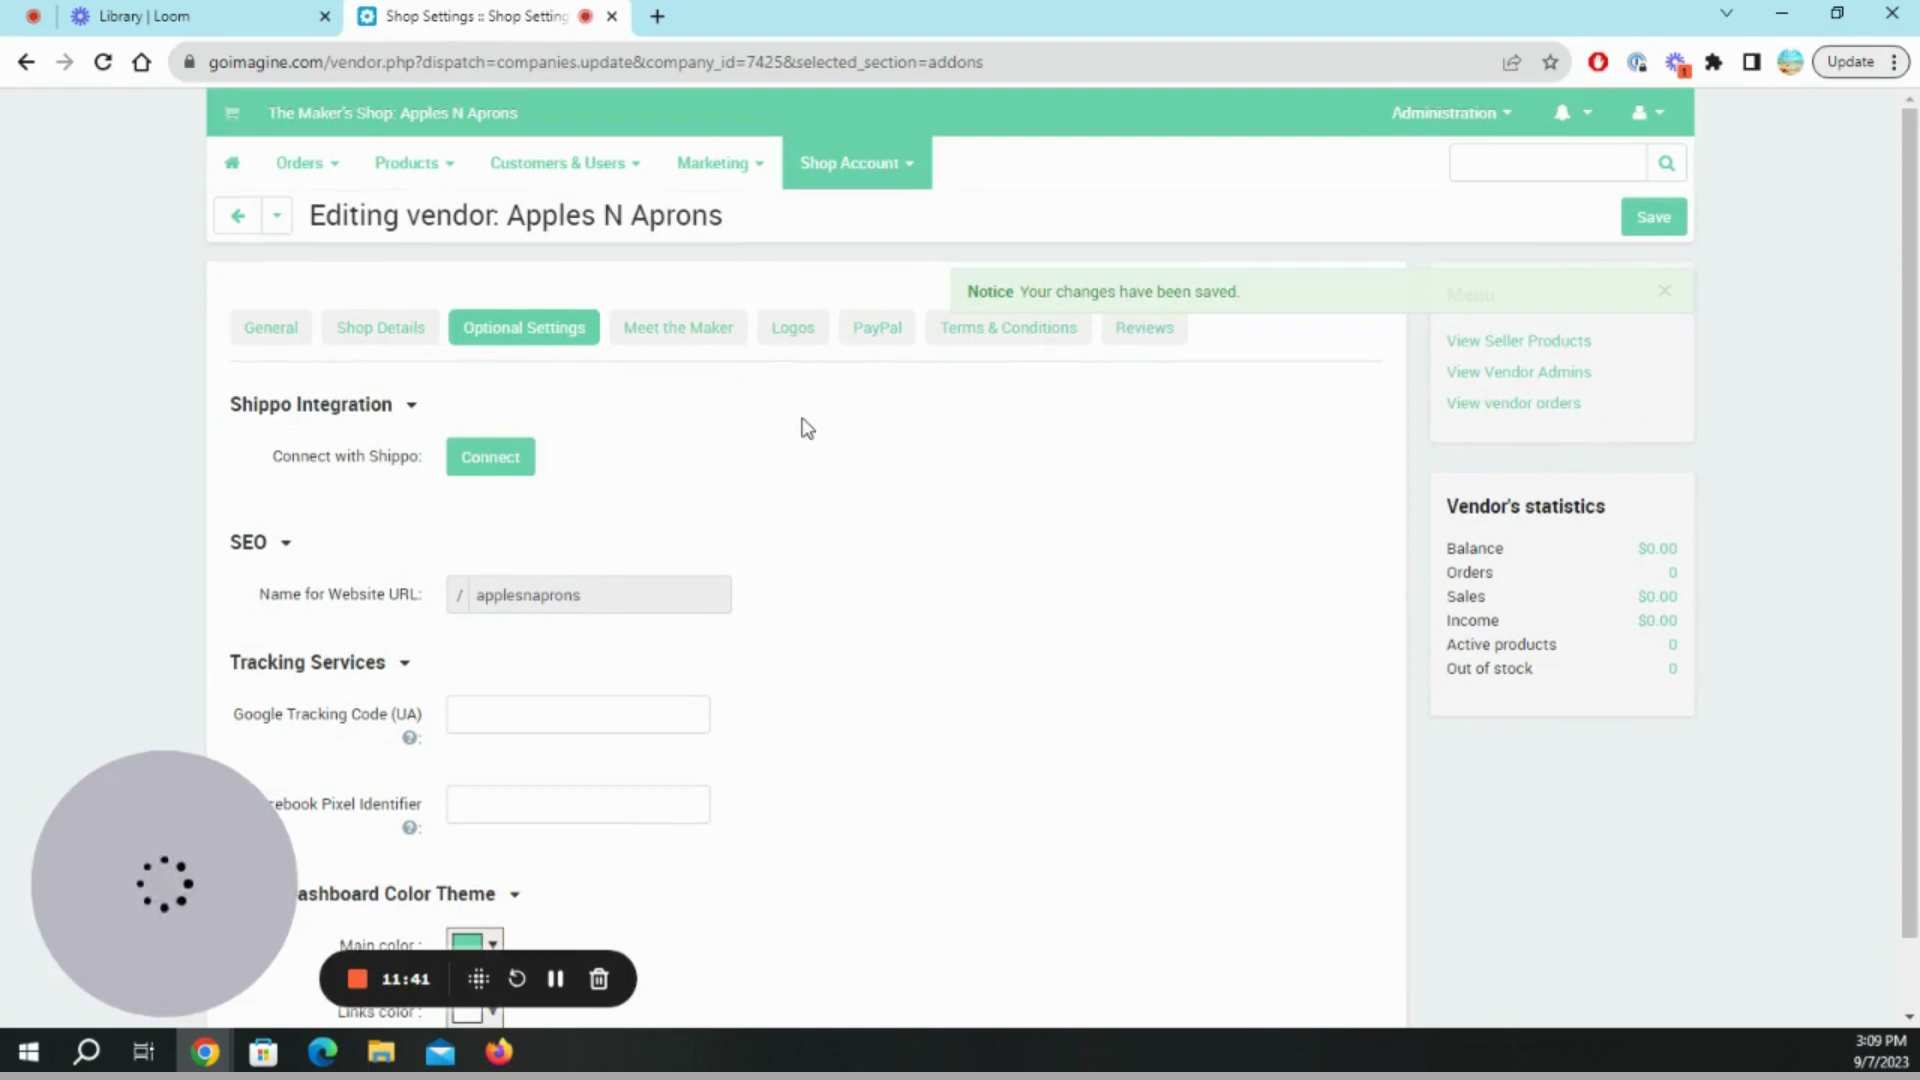 Library | Loom
Shop Settings :: Shop Setting
goimagine.com/vendor.php?dispatch=companies.update&company_id=7425&selected_section=addons
1
Update
The Maker's Shop: Apples N Aprons
Administration
Orders
Products
Customers & Users
Marketing
Shop Account
Editing vendor: Apples N Aprons
Save
Notice Your changes have been saved.
Menu
General
Shop Details
Optional Settings
Meet the Maker
Logos
PayPal
Terms & Conditions
Reviews
View Seller Products
View Vendor Admins
View vendor orders
Shippo Integration
Connect with Shippo:
Connect
Vendor's statistics
Balance $0.00
Orders 0
Sales $0.00
Income $0.00
Active products 0
Out of stock 0
SEO
Name for Website URL:
/ applesnaprons
Tracking Services
Google Tracking Code (UA)
?:
cebook Pixel Identifier
?:
ashboard Color Theme
Main color :
11:41
Links color :
3:09 PM
9/7/2023